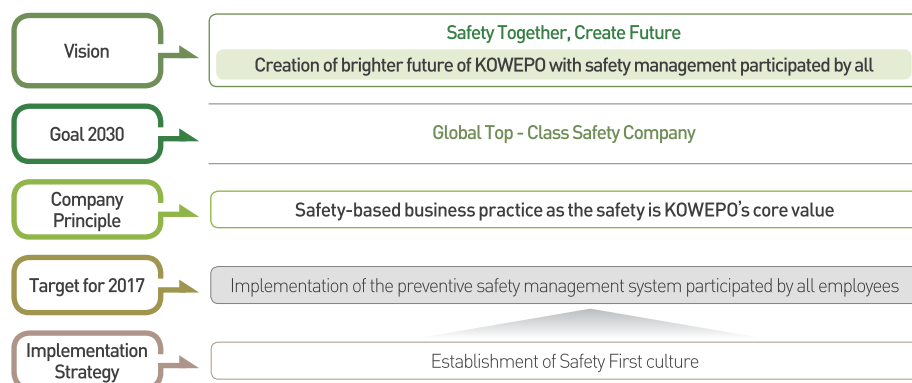 Vision
Safety Together, Create Future
Creation of brighter future of KOWEPO with safety management participated by all
Goal 2030
Global Top - Class Safety Company
Company
Principle
Safety-based business practice as the safety is KOWEPO's core value
Target for 2017
Implementation of the preventive safety management system participated by all employees
Implementation
Strategy
Establishment of Safety First culture